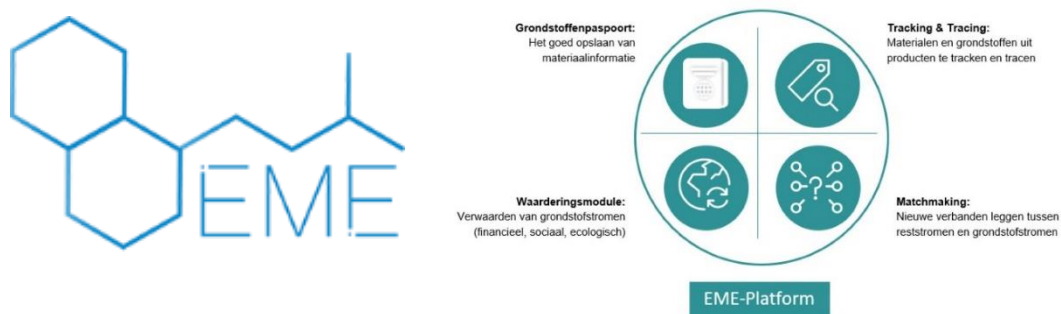 EME
Grondstoffenpaspoort:
Het goed opslaan van
materiaalinformatie
Tracking & Tracing:
Materialen en grondstoffen uit
producten te tracken en tracen
?
Waarderingsmodule:
Verwaarden van grondstofstromen
(financieel, sociaal, ecologisch)
Matchmaking:
Nieuwe verbanden leggen tussen
reststromen en grondstofstromen
EME-Platform